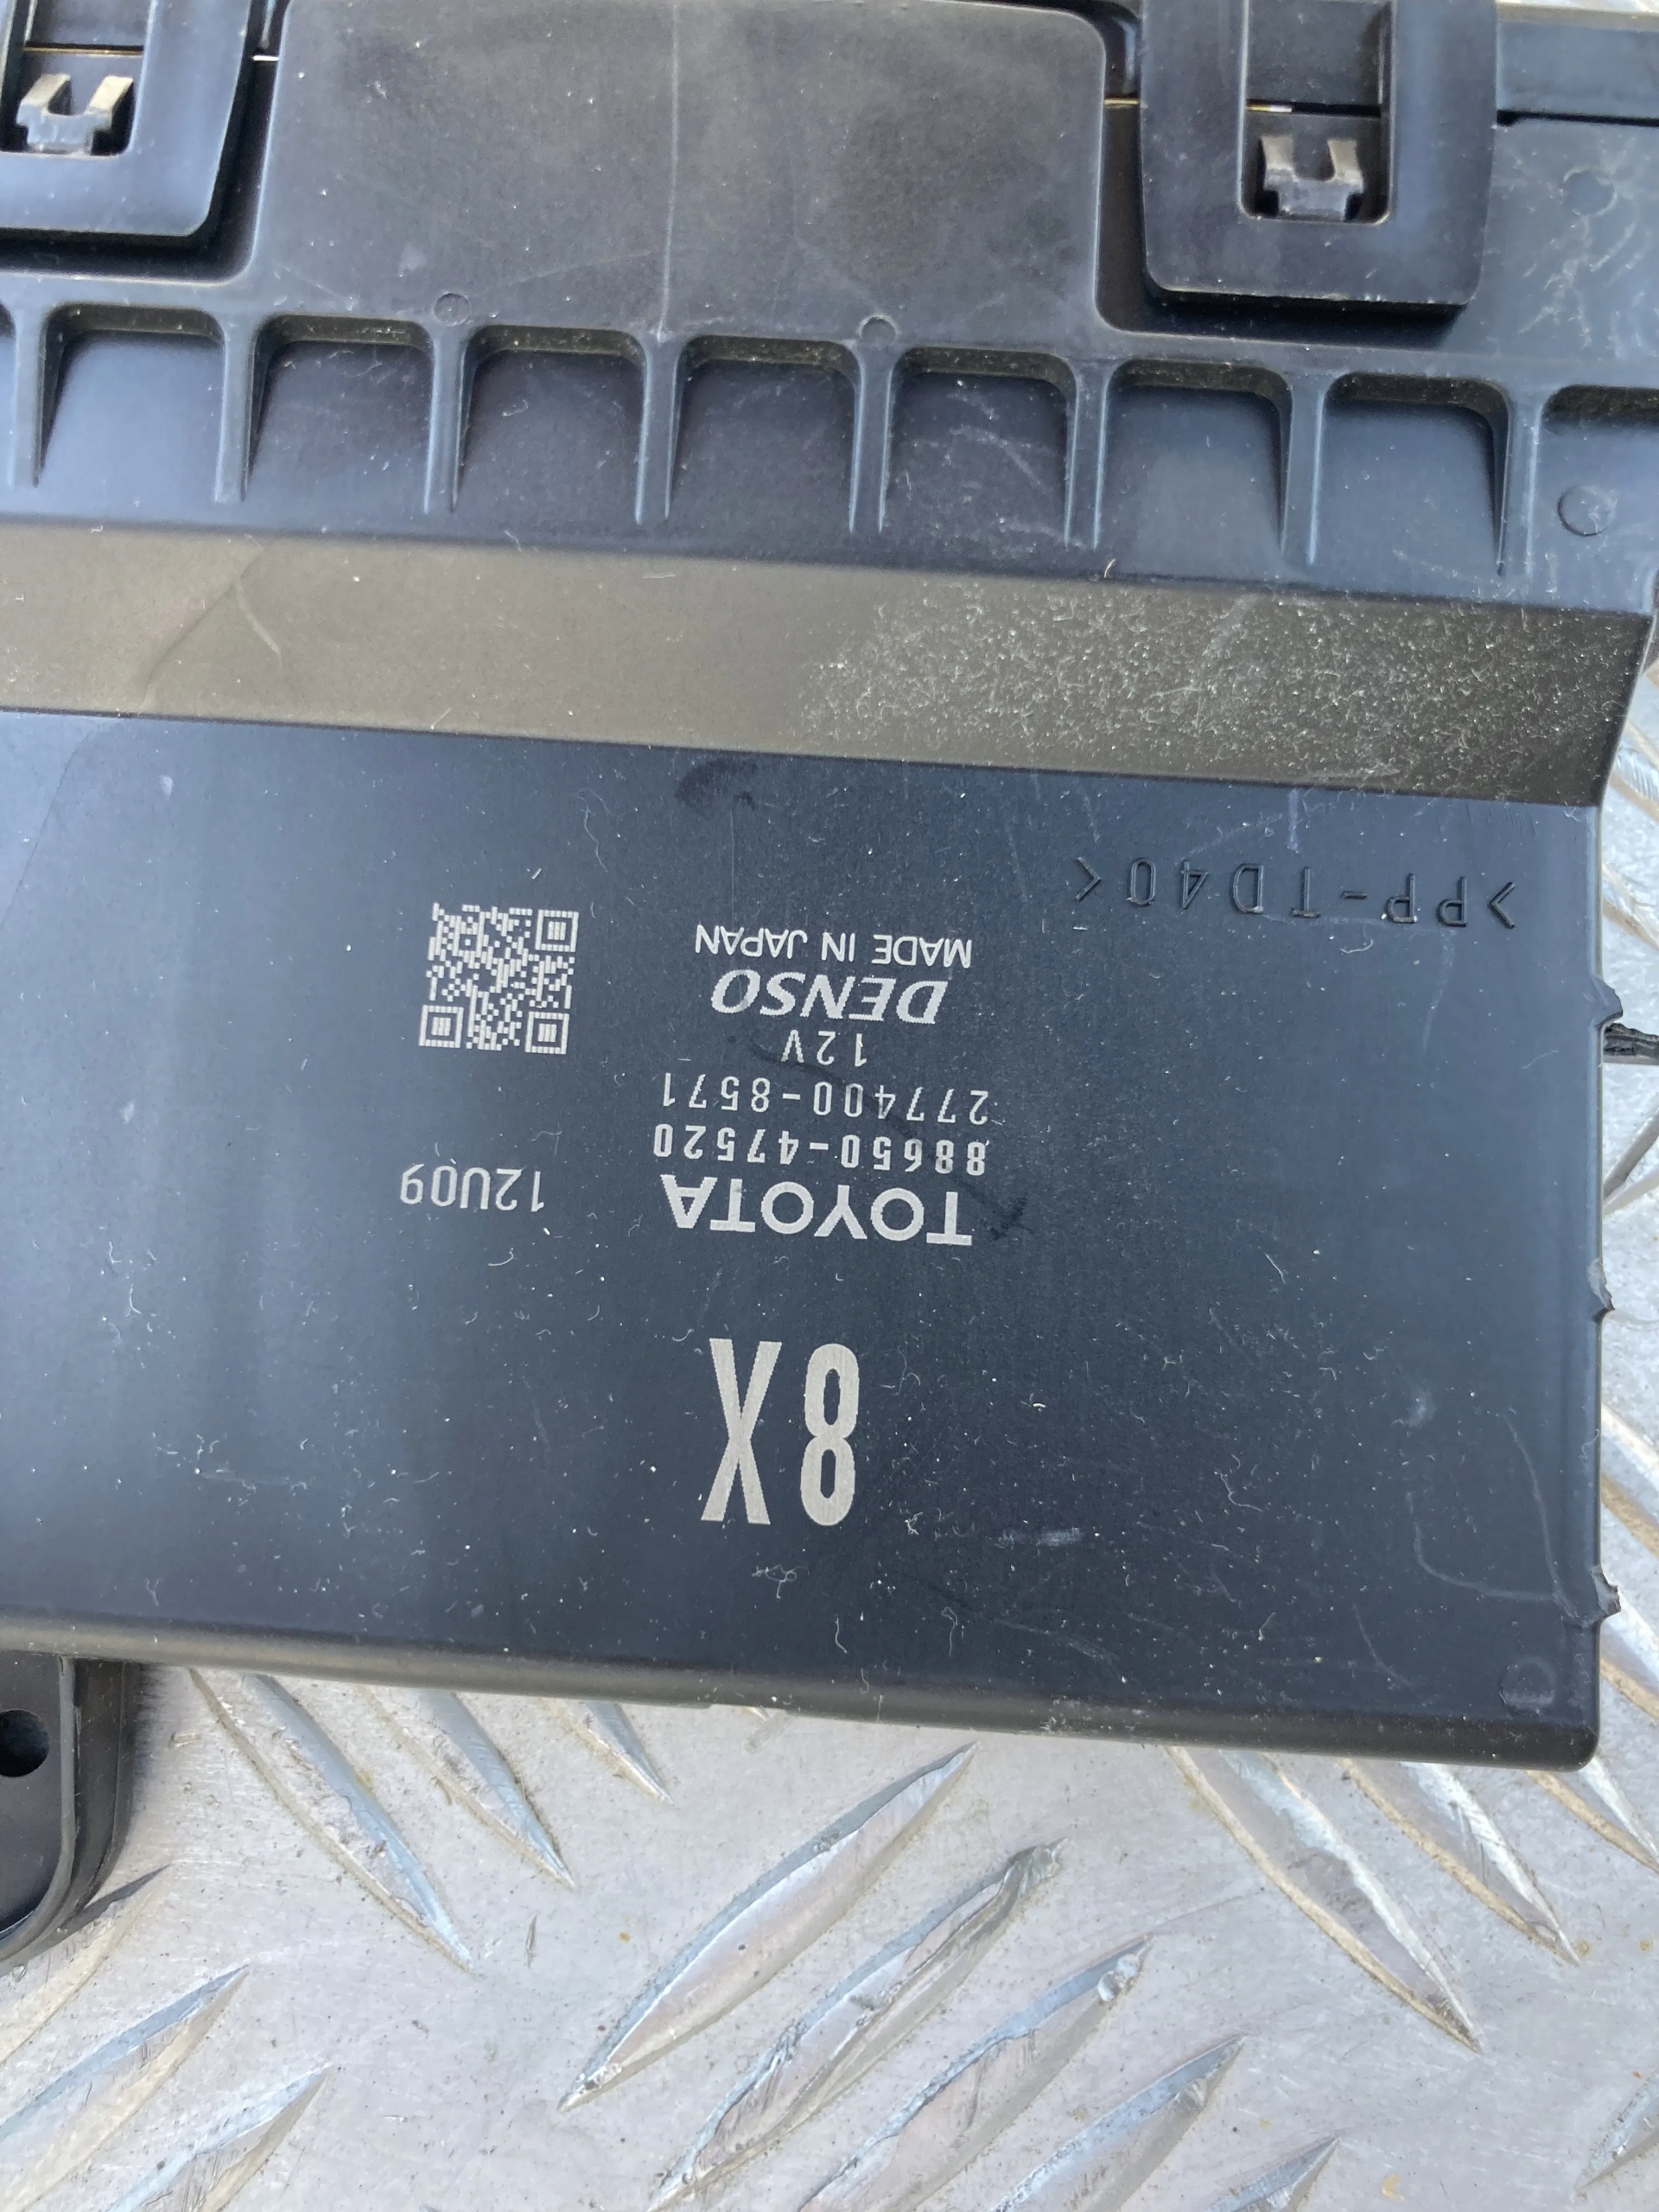 8X
TOYOTA
88650-47520
277400-8571
12V
DENSO
MADE IN JAPAN
12U09
>PP-TD40<